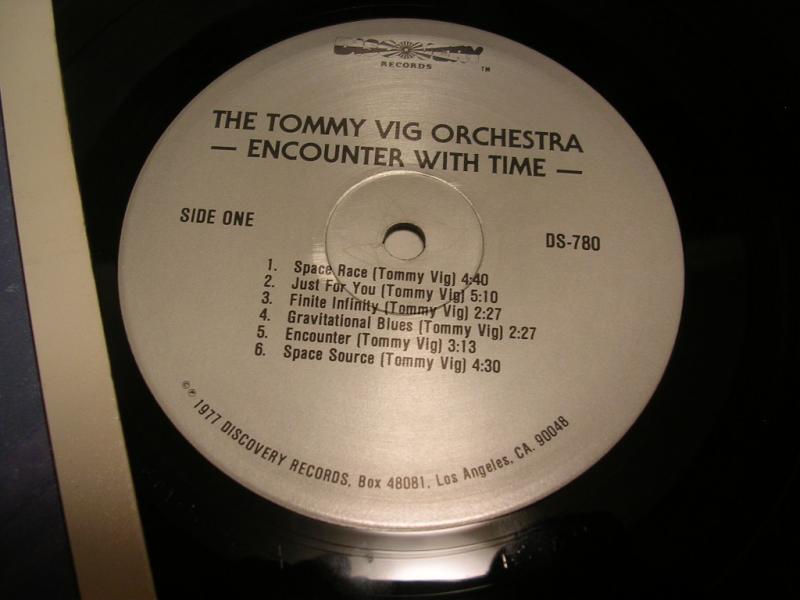 RECORDS
TM
THE TOMMY VIG ORCHESTRA
— ENCOUNTER WITH TIME —
SIDE ONE
DS-780
1. Space Race (Tommy Vig) 4:40
2. Just For You (Tommy Vig) 5:10
3. Finite Infinity (Tommy Vig) 2:27
4. Gravitational Blues (Tommy Vig) 2:27
5. Encounter (Tommy Vig) 3:13
6. Space Source (Tommy Vig) 4:30
©℗ 1977 DISCOVERY RECORDS, Box 48081, Los Angeles, CA. 90048